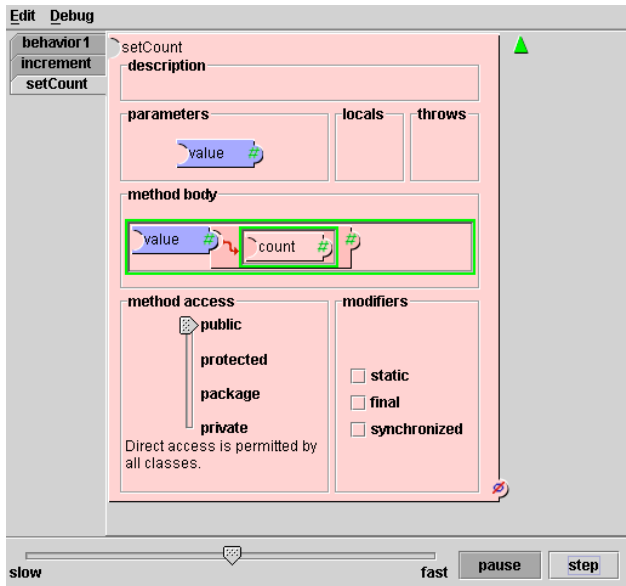 Edit Debug
behavior1
increment
setCount
setCount
description
parameters
locals
throws
value #
method body
value #
count #
#
method access
public
protected
package
private
Direct access is permitted by
all classes.
modifiers
static
final
synchronized
slow
fast
pause
step